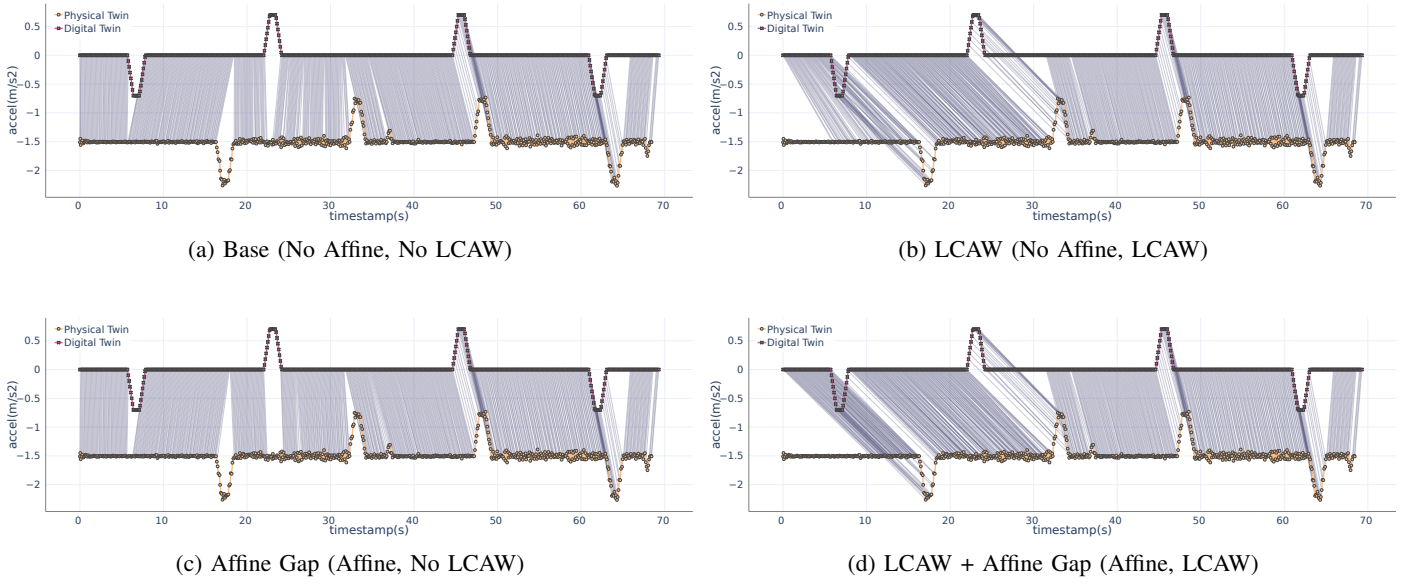 Physical Twin
Digital Twin
accel(m/s2)
0.5
0
−0.5
−1
−1.5
−2
0 10 20 30 40 50 60 70
timestamp(s)
(a) Base (No Affine, No LCAW)
Physical Twin
Digital Twin
accel(m/s2)
0.5
0
−0.5
−1
−1.5
−2
0 10 20 30 40 50 60 70
timestamp(s)
(b) LCAW (No Affine, LCAW)
Physical Twin
Digital Twin
accel(m/s2)
0.5
0
−0.5
−1
−1.5
−2
0 10 20 30 40 50 60 70
timestamp(s)
(c) Affine Gap (Affine, No LCAW)
Physical Twin
Digital Twin
accel(m/s2)
0.5
0
−0.5
−1
−1.5
−2
0 10 20 30 40 50 60 70
timestamp(s)
(d) LCAW + Affine Gap (Affine, LCAW)